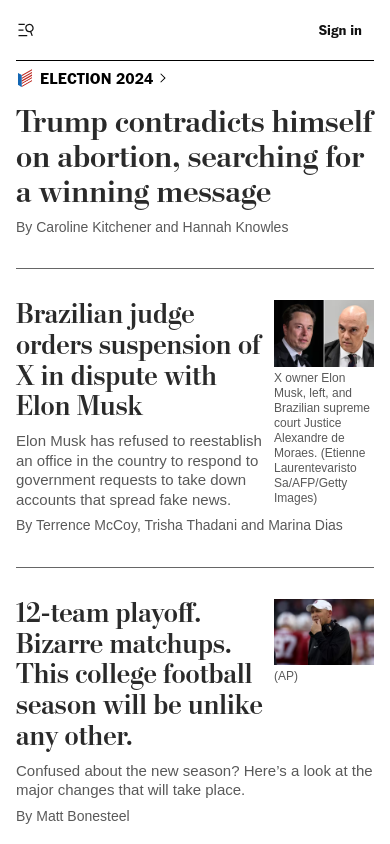 Sign in
ELECTION 2024
Trump contradicts himself
on abortion, searching for
a winning message
By Caroline Kitchener and Hannah Knowles
Brazilian judge
orders suspension of
X in dispute with
Elon Musk
Elon Musk has refused to reestablish
an office in the country to respond to
government requests to take down
accounts that spread fake news.
X owner Elon
Musk, left, and
Brazilian supreme
court Justice
Alexandre de
Moraes. (Etienne
Laurentevaristo
Sa/AFP/Getty
Images)
By Terrence McCoy, Trisha Thadani and Marina Dias
12-team playoff.
Bizarre matchups.
This college football
season will be unlike
any other.
(AP)
Confused about the new season? Here’s a look at the
major changes that will take place.
By Matt Bonesteel